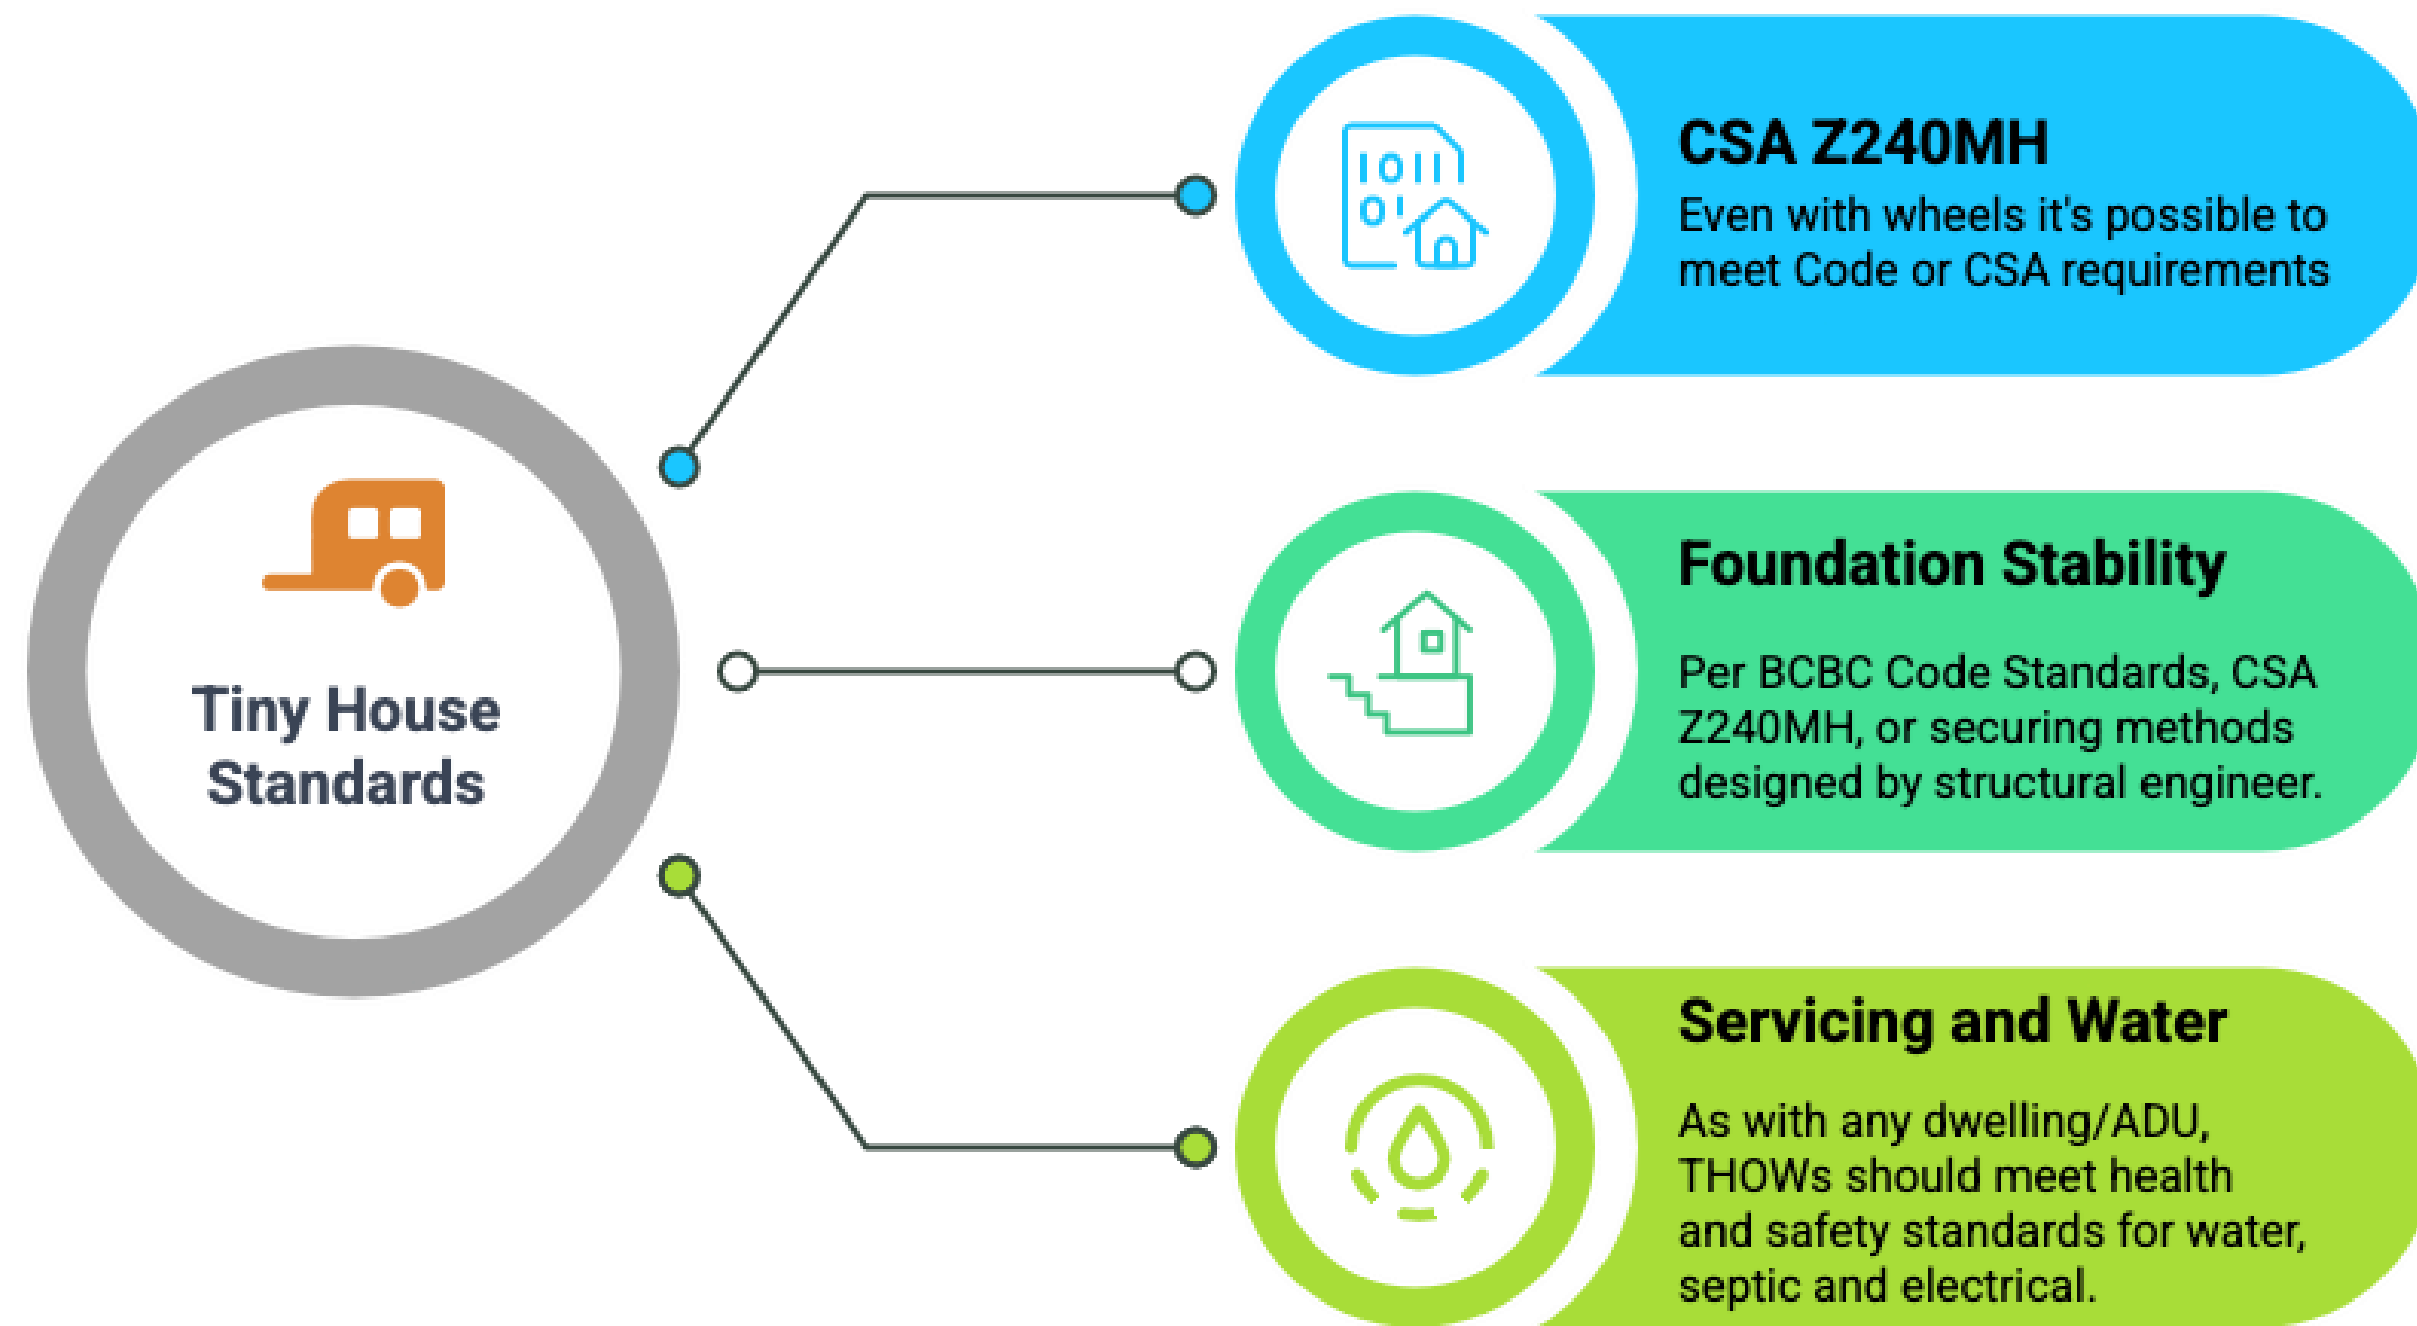 Tiny House
Standards
CSA Z240MH
Even with wheels it's possible to
meet Code or CSA requirements
Foundation Stability
Per BCBC Code Standards, CSA
Z240MH, or securing methods
designed by structural engineer.
Servicing and Water
As with any dwelling/ADU,
THOWs should meet health
and safety standards for water,
septic and electrical.